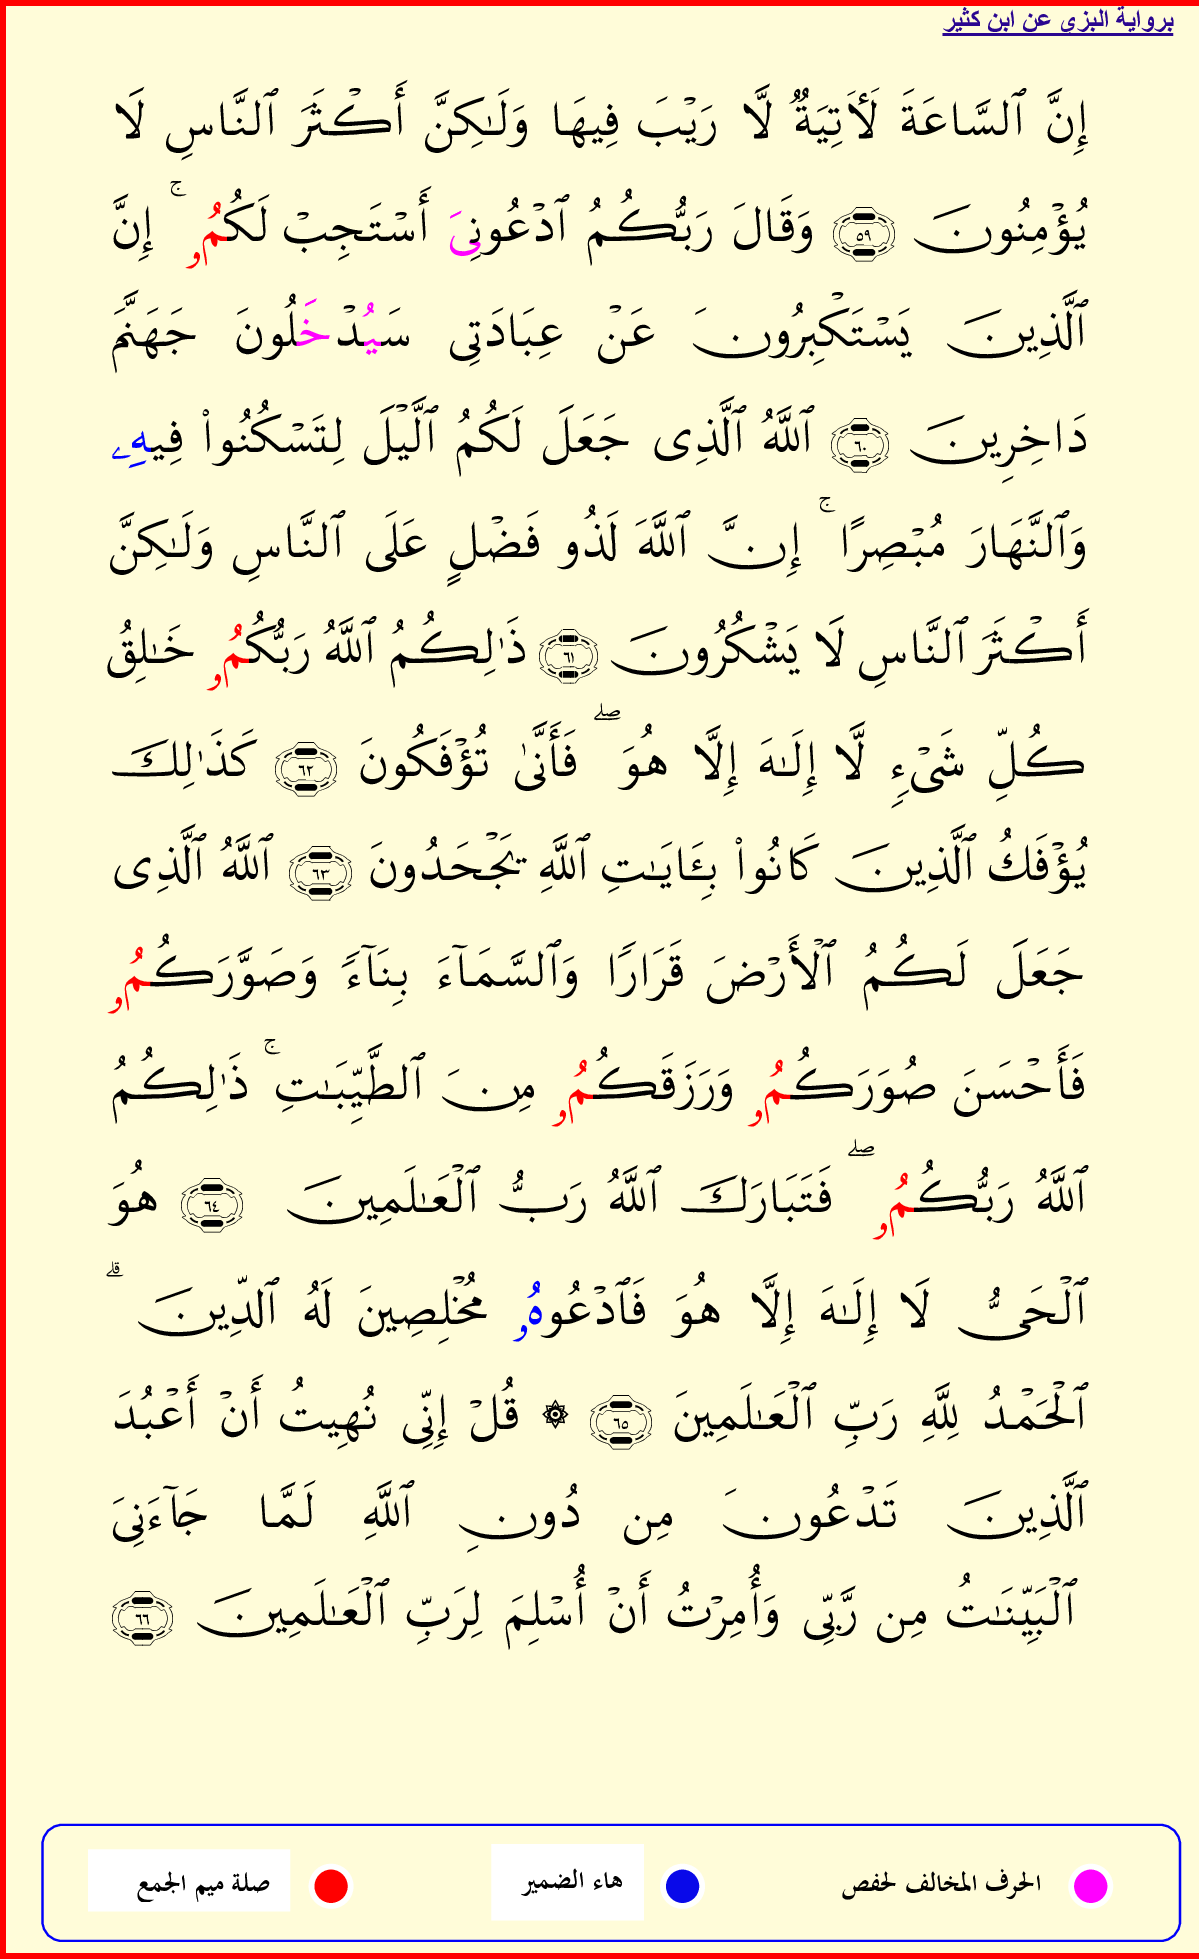 برواية البزي عن ابن كثير
إِنَّ ٱلسَّاعَةَ لَأٓتِيَةٌ لَّا رَيْبَ فِيهَا وَلَـٰكِنَّ أَكْثَرَ ٱلنَّاسِ لَا
يُؤْمِنُونَ ٥٩ وَقَالَ رَبُّكُمُ ٱدْعُونِىَ أَسْتَجِبْ لَكُمُۥ ۚ إِنَّ
ٱلَّذِينَ يَسْتَكْبِرُونَ عَنْ عِبَادَتِى سَيُدْخَلُونَ جَهَنَّمَ
دَاخِرِينَ ٦٠ ٱللَّهُ ٱلَّذِى جَعَلَ لَكُمُ ٱلَّيْلَ لِتَسْكُنُوا۟ فِيهِۦ
وَٱلنَّهَارَ مُبْصِرًا ۚ إِنَّ ٱللَّهَ لَذُو فَضْلٍ عَلَى ٱلنَّاسِ وَلَـٰكِنَّ
أَكْثَرَ ٱلنَّاسِ لَا يَشْكُرُونَ ٦١ ذَٰلِكُمُ ٱللَّهُ رَبُّكُمُۥ خَـٰلِقُ
كُلِّ شَىْءٍ لَّا إِلَـٰهَ إِلَّا هُوَ ۖ فَأَنَّىٰ تُؤْفَكُونَ ٦٢ كَذَٰلِكَ
يُؤْفَكُ ٱلَّذِينَ كَانُوا۟ بِـَٔايَـٰتِ ٱللَّهِ يَجْحَدُونَ ٦٣ ٱللَّهُ ٱلَّذِى
جَعَلَ لَكُمُ ٱلْأَرْضَ قَرَارًا وَٱلسَّمَآءَ بِنَآءً وَصَوَّرَكُمُۥ
فَأَحْسَنَ صُوَرَكُمُۥ وَرَزَقَكُمُۥ مِنَ ٱلطَّيِّبَـٰتِ ۚ ذَٰلِكُمُ
ٱللَّهُ رَبُّكُمُۥ ۖ فَتَبَارَكَ ٱللَّهُ رَبُّ ٱلْعَـٰلَمِينَ ٦٤ هُوَ
ٱلْحَىُّ لَا إِلَـٰهَ إِلَّا هُوَ فَٱدْعُوهُۥ مُخْلِصِينَ لَهُ ٱلدِّينَ ۗ
ٱلْحَمْدُ لِلَّهِ رَبِّ ٱلْعَـٰلَمِينَ ٦٥ ۞ قُلْ إِنِّى نُهِيتُ أَنْ أَعْبُدَ
ٱلَّذِينَ تَدْعُونَ مِن دُونِ ٱللَّهِ لَمَّا جَآءَنِىَ
ٱلْبَيِّنَـٰتُ مِن رَّبِّى وَأُمِرْتُ أَنْ أُسْلِمَ لِرَبِّ ٱلْعَـٰلَمِينَ ٦٦
الحرف المخالف لحفص هاء الضمير صلة ميم الجمع